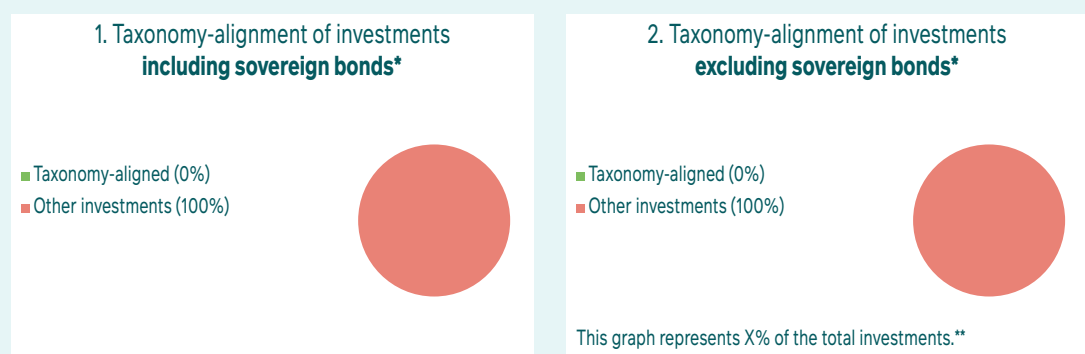 1. Taxonomy-alignment of investments
including sovereign bonds*
Taxonomy-aligned (0%)
Other investments (100%)
2. Taxonomy-alignment of investments
excluding sovereign bonds*
Taxonomy-aligned (0%)
Other investments (100%)
This graph represents X% of the total investments.**